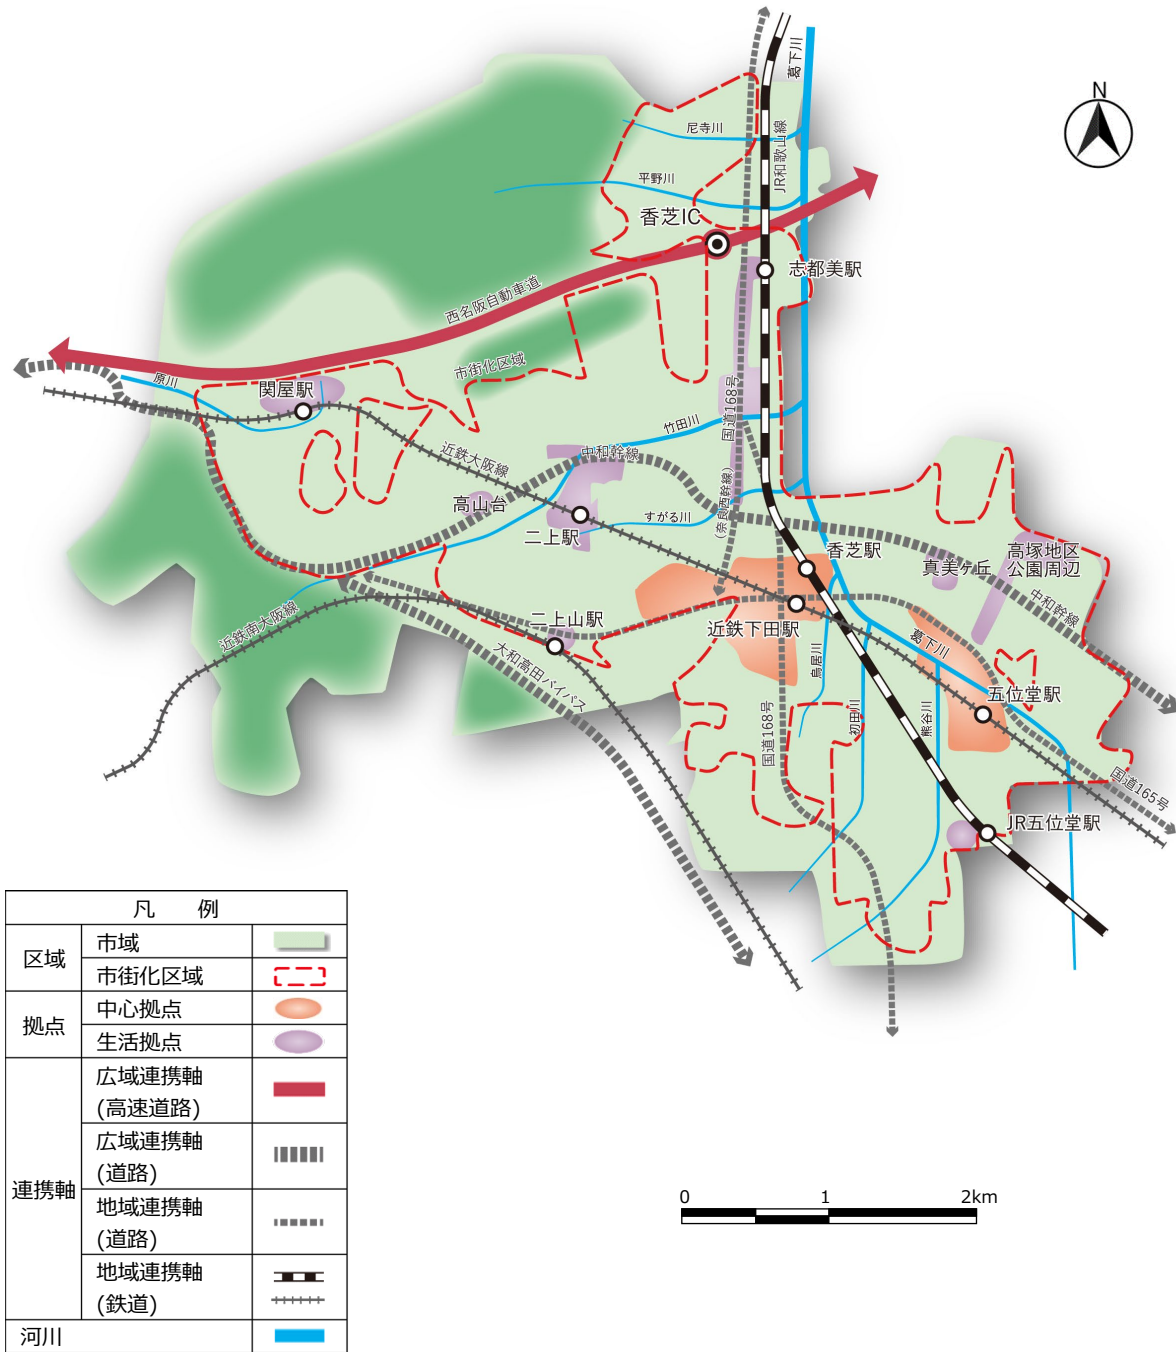 N
葛下川
尼寺川
JR和歌山線
平野川
香芝IC
志都美駅
西名阪自動車道
市街化区域
原川
関屋駅
国道168号
竹田川
近鉄大阪線
中和幹線
高山台
(奈良西幹線)
すがる川
二上駅
香芝駅
真美ヶ丘
高塚地区
公園周辺
中和幹線
近鉄南大阪線
二上山駅
近鉄下田駅
葛下川
大和高田バイパス
鳥居川
五位堂駅
国道168号
初田川
熊谷川
国道165号
JR五位堂駅
凡 例
区域
市域
市街化区域
拠点
中心拠点
生活拠点
連携軸
広域連携軸
(高速道路)
広域連携軸
(道路)
地域連携軸
(道路)
地域連携軸
(鉄道)
河川
0 1 2km